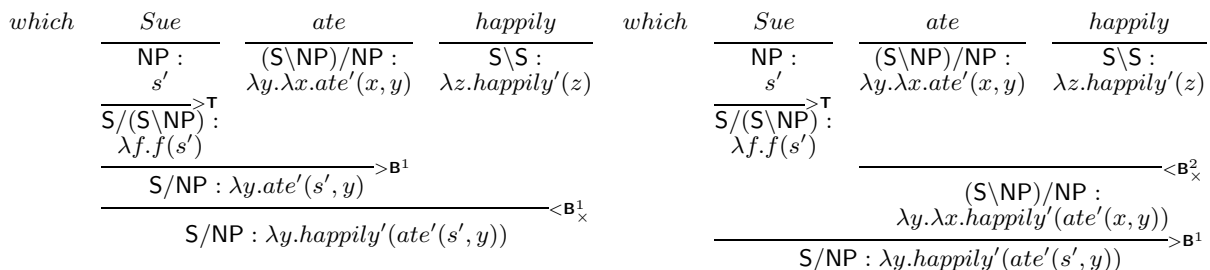 which Sue ate happily which Sue ate happily
NP : (S\NP)/NP : S\S : NP : (S\NP)/NP : S\S :
s′ λy.λx.ate′(x, y) λz.happily′(z) s′ λy.λx.ate′(x, y) λz.happily′(z)
>T >T
S/(S\NP) : S/(S\NP) :
λf.f(s′) λf.f(s′)
>B¹ <B²ₓ
S/NP : λy.ate′(s′, y) (S\NP)/NP :
<B¹ₓ λy.λx.happily′(ate′(x, y))
S/NP : λy.happily′(ate′(s′, y)) >B¹
S/NP : λy.happily′(ate′(s′, y))